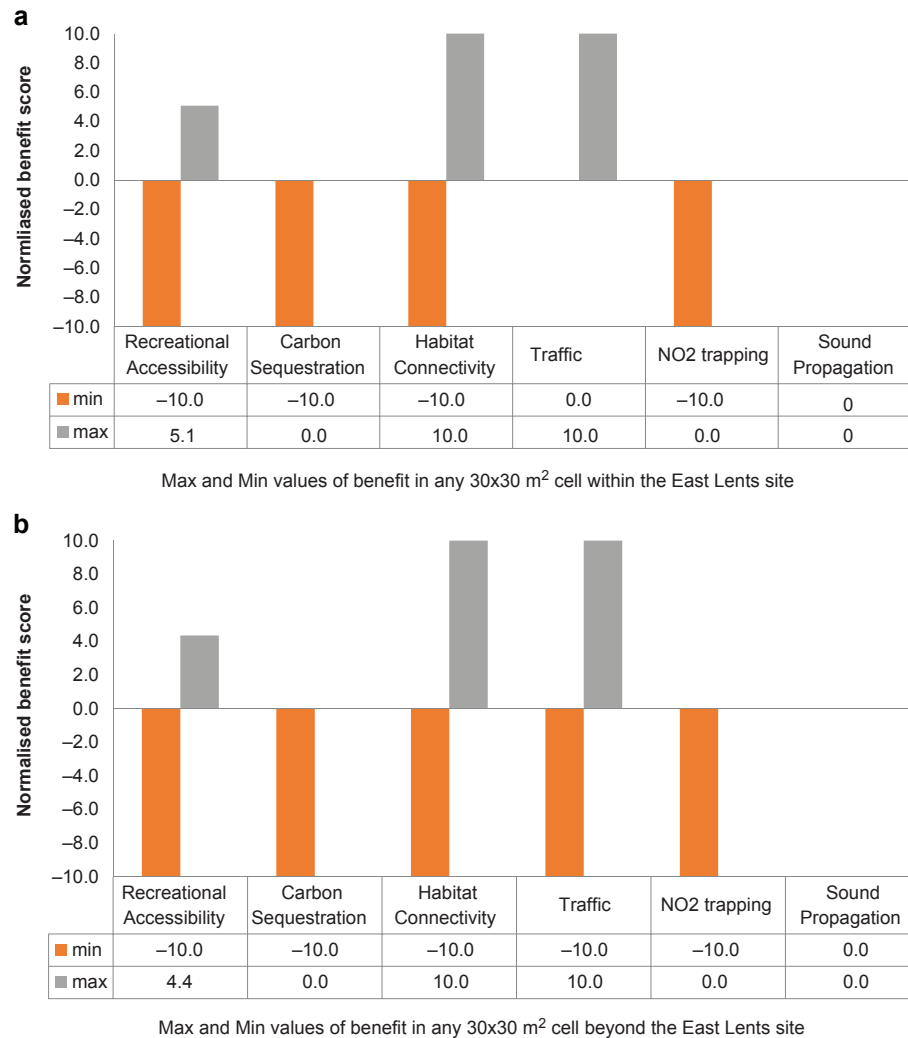 a
Normliased benefit score
10.0
8.0
6.0
4.0
2.0
0.0
−2.0
−4.0
−6.0
−8.0
−10.0
Recreational Accessibility
Carbon Sequestration
Habitat Connectivity
Traffic
NO2 trapping
Sound Propagation
min −10.0 −10.0 −10.0 0.0 −10.0 0
max 5.1 0.0 10.0 10.0 0.0 0
Max and Min values of benefit in any 30x30 m² cell within the East Lents site
b
Normalised benefit score
10.0
8.0
6.0
4.0
2.0
0.0
−2.0
−4.0
−6.0
−8.0
−10.0
Recreational Accessibility
Carbon Sequestration
Habitat Connectivity
Traffic
NO2 trapping
Sound Propagation
min −10.0 −10.0 −10.0 −10.0 −10.0 0.0
max 4.4 0.0 10.0 10.0 0.0 0.0
Max and Min values of benefit in any 30x30 m² cell beyond the East Lents site